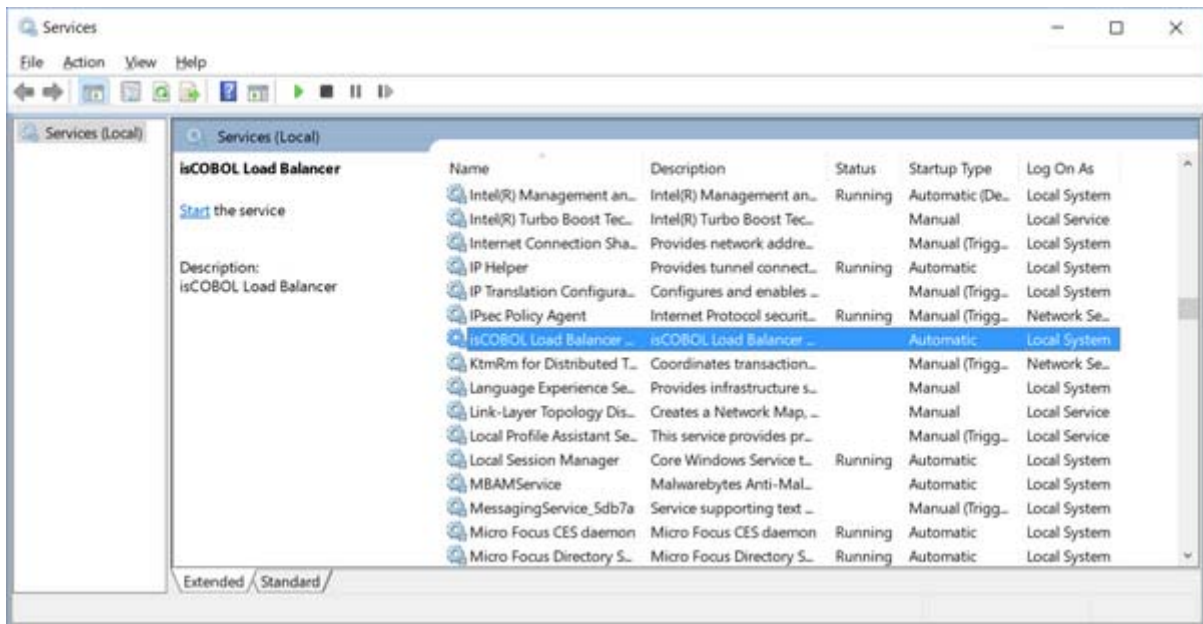 Services
File Action View Help
Services (Local)
Services (Local)
isCOBOL Load Balancer
Start the service
Description:
isCOBOL Load Balancer
Name Description Status Startup Type Log On As
Intel(R) Management an... Intel(R) Management an... Running Automatic (De... Local System
Intel(R) Turbo Boost Tec... Intel(R) Turbo Boost Tec... Manual Local Service
Internet Connection Sha... Provides network addre... Manual (Trigg... Local System
IP Helper Provides tunnel connect... Running Automatic Local System
IP Translation Configura... Configures and enables ... Manual (Trigg... Local System
IPsec Policy Agent Internet Protocol securit... Running Manual (Trigg... Network Se...
isCOBOL Load Balancer ... isCOBOL Load Balancer ... Automatic Local System
KtmRm for Distributed T... Coordinates transaction... Manual (Trigg... Network Se...
Language Experience Se... Provides infrastructure s... Manual Local System
Link-Layer Topology Dis... Creates a Network Map, ... Manual Local Service
Local Profile Assistant Se... This service provides pr... Manual (Trigg... Local Service
Local Session Manager Core Windows Service t... Running Automatic Local System
MBAMService Malwarebytes Anti-Mal... Automatic Local System
MessagingService_5db7a Service supporting text ... Manual (Trigg... Local System
Micro Focus CES daemon Micro Focus CES daemon Running Automatic Local System
Micro Focus Directory S... Micro Focus Directory S... Running Automatic Local System
Extended Standard